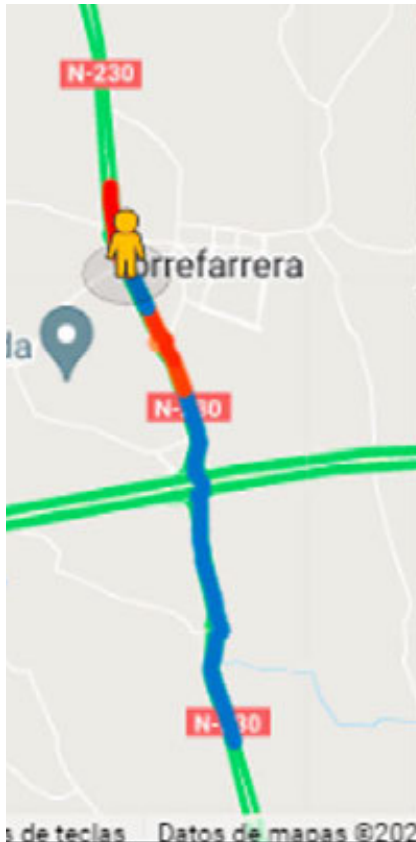 N-230
orrefarrera
da
N-230
N-230
s de teclas Datos de mapas ©202